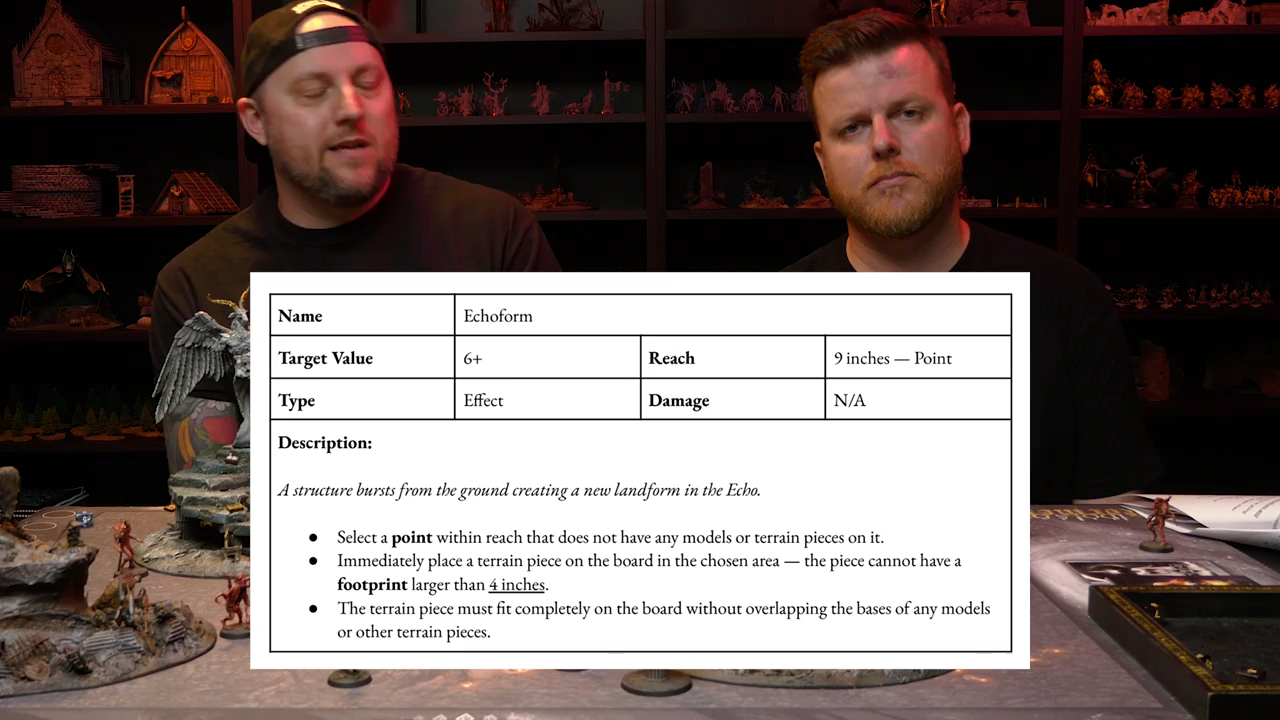 Name Echoform
Target Value 6+ Reach 9 inches — Point
Type Effect Damage N/A
Description:
A structure bursts from the ground creating a new landform in the Echo.
● Select a point within reach that does not have any models or terrain pieces on it.
● Immediately place a terrain piece on the board in the chosen area — the piece cannot have a
footprint larger than 4 inches.
● The terrain piece must fit completely on the board without overlapping the bases of any models
or other terrain pieces.